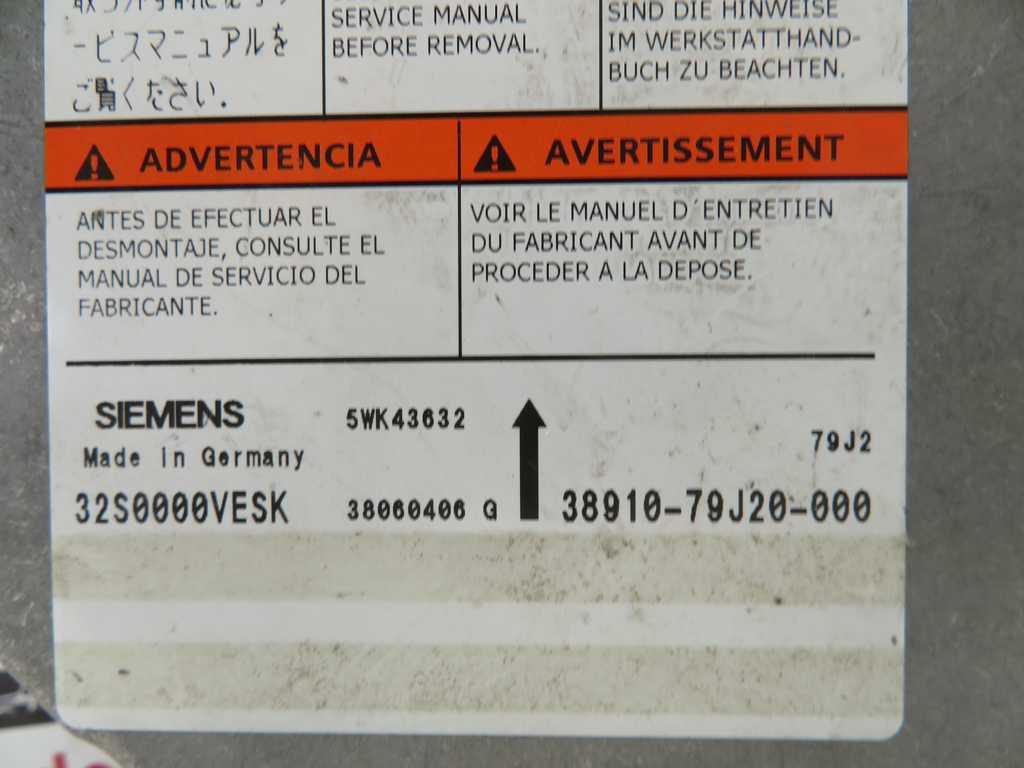 ービスマニュアルを
ご覧ください.
SERVICE MANUAL
BEFORE REMOVAL.
SIND DIE HINWEISE
IM WERKSTATTHAND-
BUCH ZU BEACHTEN.
ADVERTENCIA
ANTES DE EFECTUAR EL
DESMONTAJE, CONSULTE EL
MANUAL DE SERVICIO DEL
FABRICANTE.
AVERTISSEMENT
VOIR LE MANUEL D´ENTRETIEN
DU FABRICANT AVANT DE
PROCEDER A LA DEPOSE.
SIEMENS
5WK43632
79J2
Made in Germany
32S0000VESK
38060406 G
38910-79J20-000